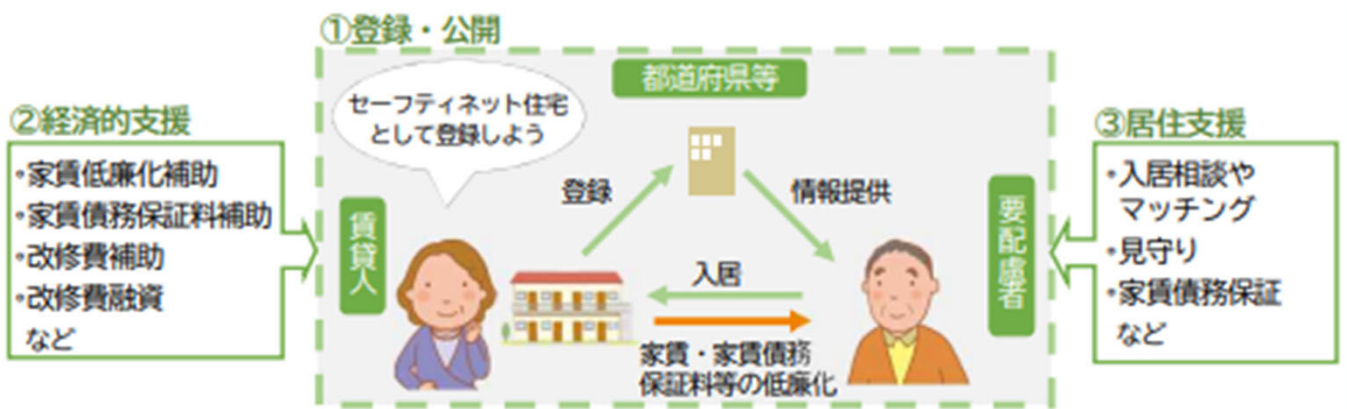 ①登録・公開
都道府県等
セーフティネット住宅
として登録しよう
②経済的支援
•家賃低廉化補助
•家賃債務保証料補助
•改修費補助
•改修費融資
など
賃貸人
登録
情報提供
入居
家賃・家賃債務
保証料等の低廉化
要配慮者
③居住支援
•入居相談や
マッチング
•見守り
•家賃債務保証
など